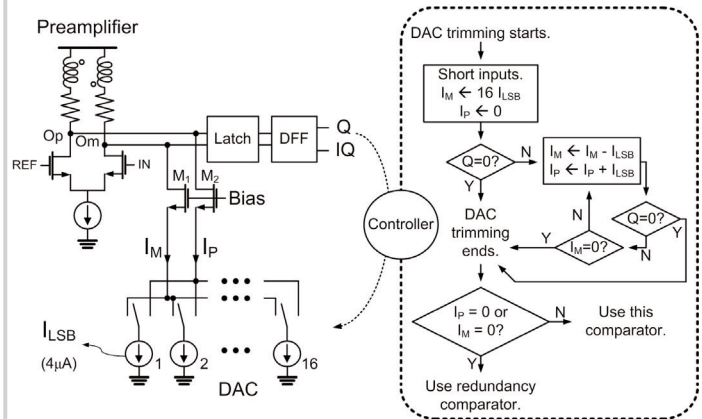 Preamplifier
Op
Om
REF
IN
Latch
DFF
Q
IQ
M1
M2
Bias
IM
IP
ILSB
(4µA)
1
2
16
DAC
Controller
DAC trimming starts.
Short inputs.
IM ← 16 ILSB
IP ← 0
Q=0?
N
Y
IM ← IM - ILSB
IP ← IP + ILSB
Q=0?
Y
N
IM=0?
N
Y
DAC
trimming
ends.
IP = 0 or
IM = 0?
N
Use this
comparator.
Y
Use redundancy
comparator.